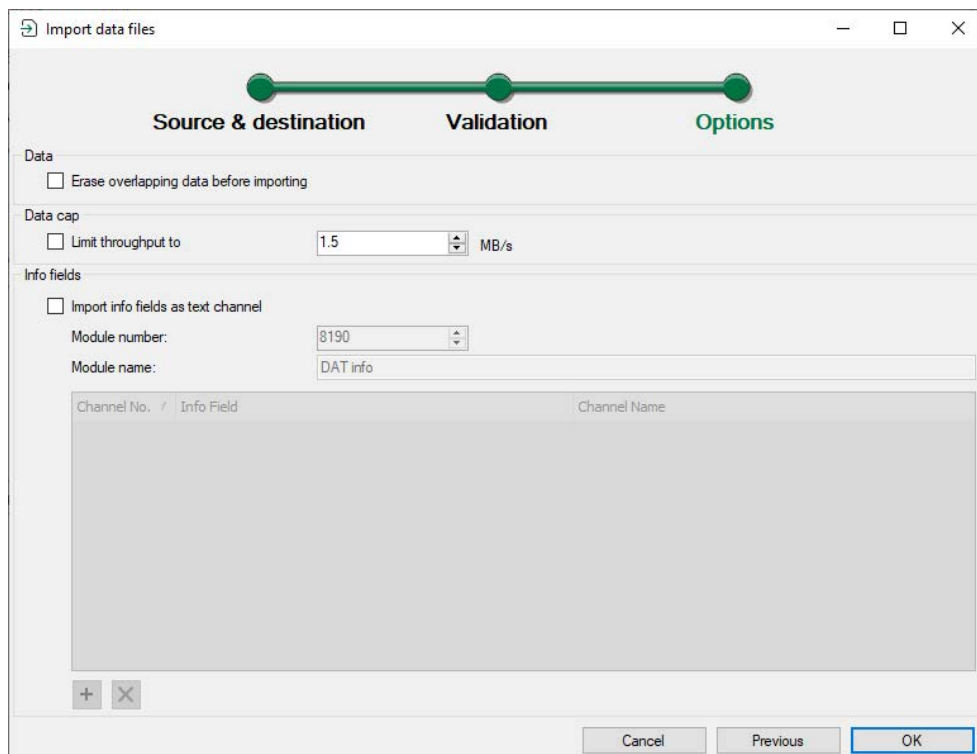 Import data files
Source & destination Validation Options
Data
Erase overlapping data before importing
Data cap
Limit throughput to 1.5 MB/s
Info fields
Import info fields as text channel
Module number: 8190
Module name: DAT info
Channel No. / Info Field Channel Name
Cancel Previous OK